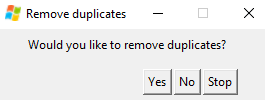 Remove duplicates
Would you like to remove duplicates?
Yes No Stop